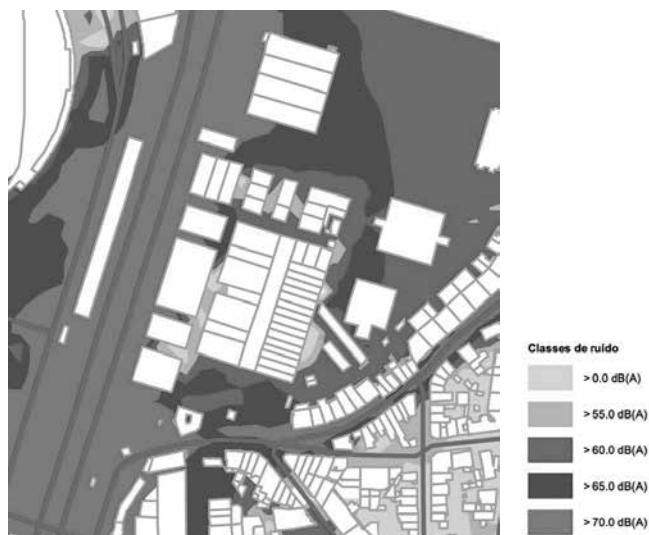 Classes de ruído
> 0.0 dB(A)
> 55.0 dB(A)
> 60.0 dB(A)
> 65.0 dB(A)
> 70.0 dB(A)